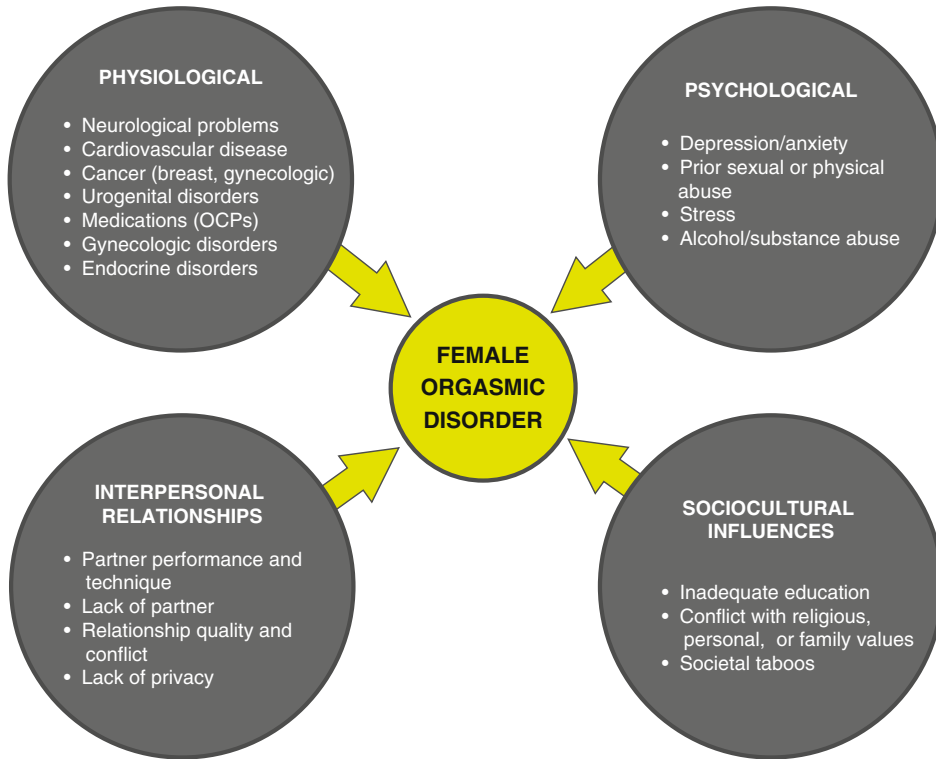 PHYSIOLOGICAL
• Neurological problems
• Cardiovascular disease
• Cancer (breast, gynecologic)
• Urogenital disorders
• Medications (OCPs)
• Gynecologic disorders
• Endocrine disorders
PSYCHOLOGICAL
• Depression/anxiety
• Prior sexual or physical
abuse
• Stress
• Alcohol/substance abuse
FEMALE
ORGASMIC
DISORDER
INTERPERSONAL
RELATIONSHIPS
• Partner performance and
technique
• Lack of partner
• Relationship quality and
conflict
• Lack of privacy
SOCIOCULTURAL
INFLUENCES
• Inadequate education
• Conflict with religious,
personal, or family values
• Societal taboos